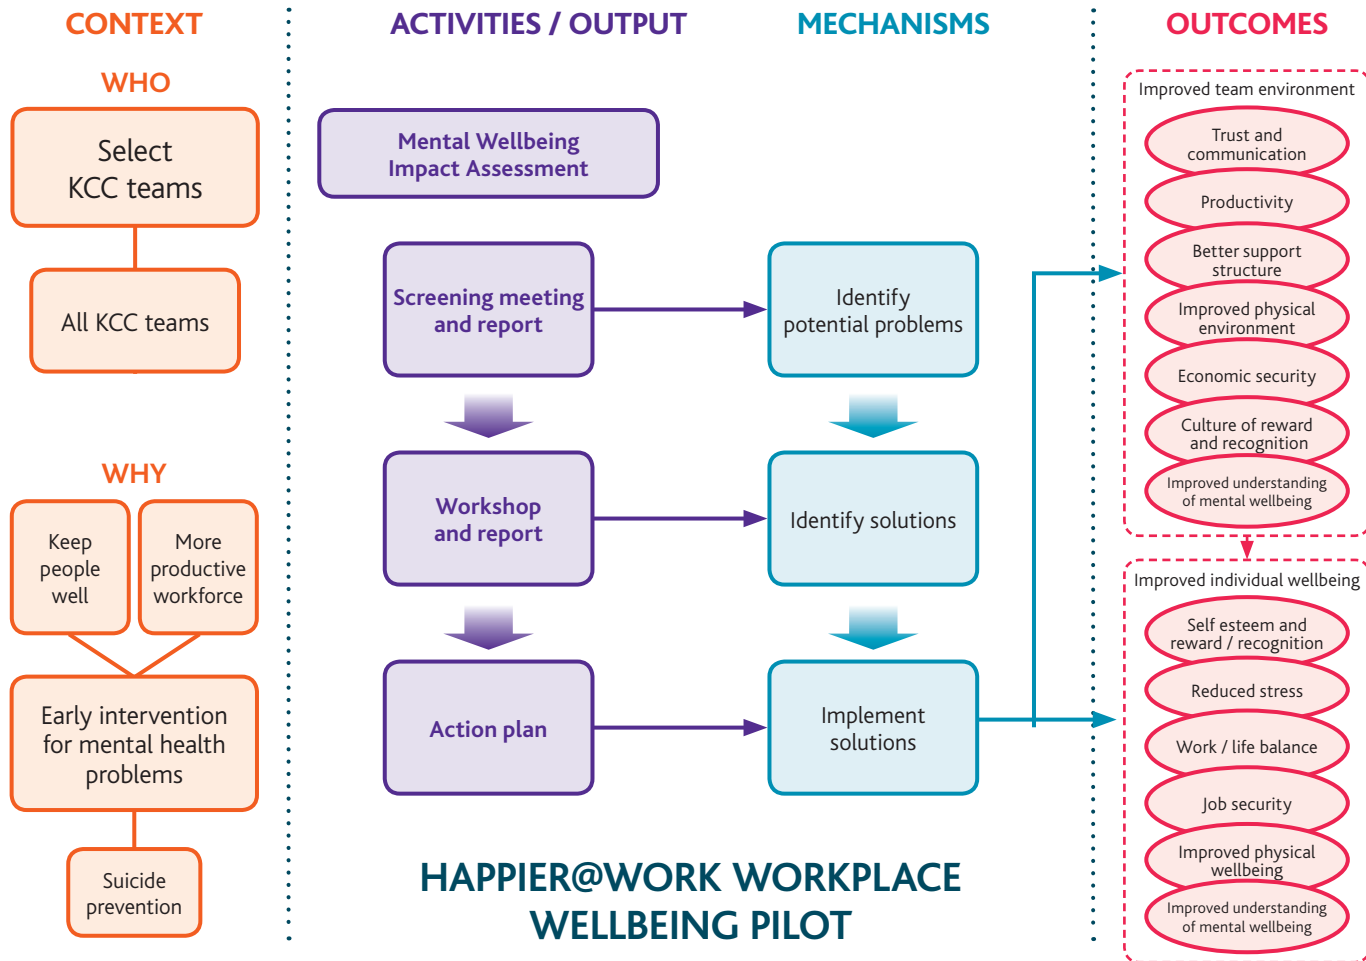 CONTEXT
WHO
Select
KCC teams
All KCC teams
WHY
Keep
people
well
More
productive
workforce
Early intervention
for mental health
problems
Suicide
prevention
ACTIVITIES / OUTPUT
Mental Wellbeing
Impact Assessment
Screening meeting
and report
Workshop
and report
Action plan
MECHANISMS
Identify
potential problems
Identify solutions
Implement
solutions
HAPPIER@WORK WORKPLACE
WELLBEING PILOT
OUTCOMES
Improved team environment
Trust and
communication
Productivity
Better support
structure
Improved physical
environment
Economic security
Culture of reward
and recognition
Improved understanding
of mental wellbeing
Improved individual wellbeing
Self esteem and
reward / recognition
Reduced stress
Work / life balance
Job security
Improved physical
wellbeing
Improved understanding
of mental wellbeing